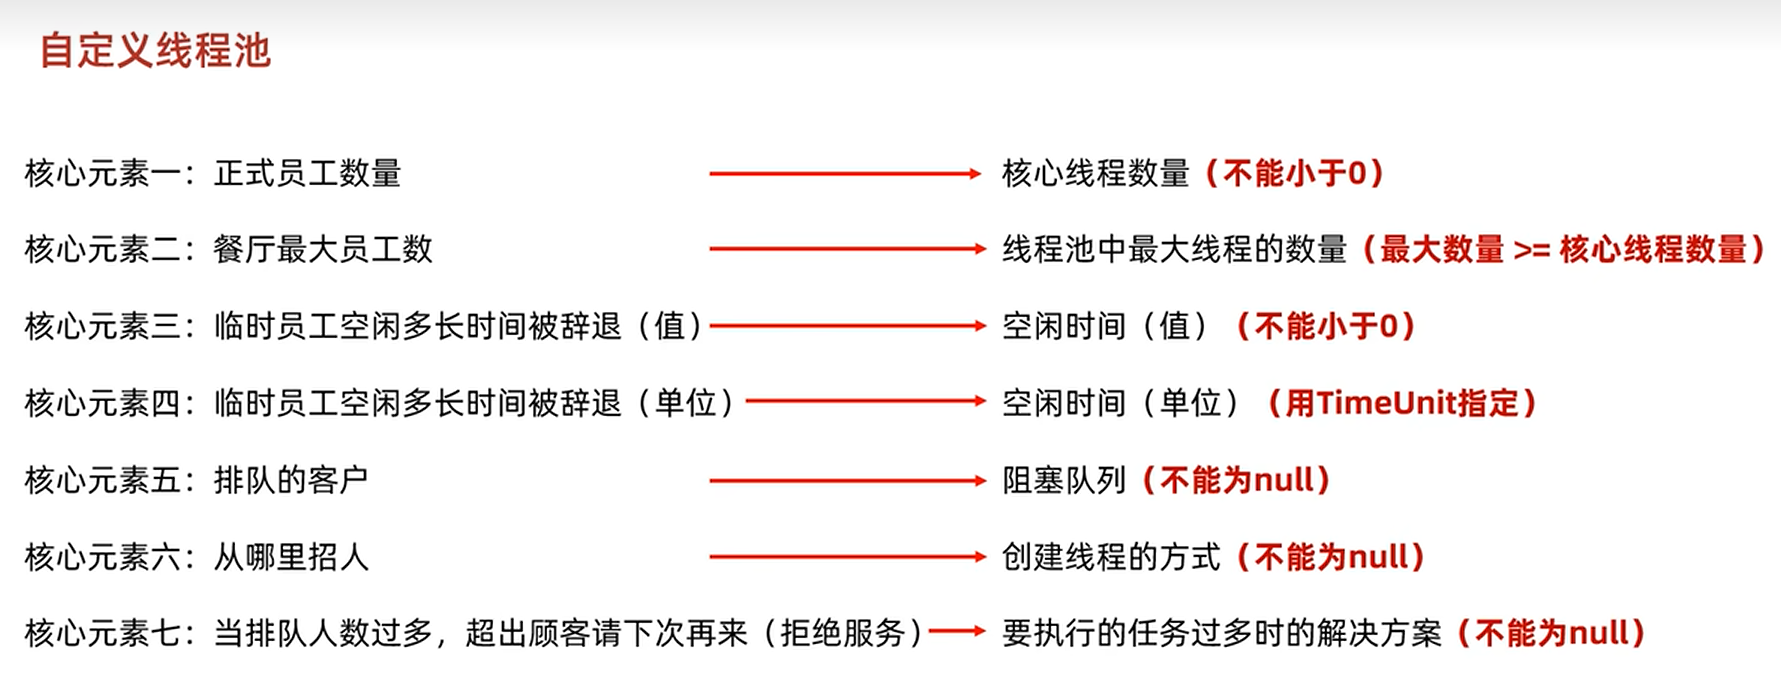 自定义线程池
核心元素一：正式员工数量 核心线程数量（不能小于0）
核心元素二：餐厅最大员工数 线程池中最大线程的数量（最大数量 >= 核心线程数量）
核心元素三：临时员工空闲多长时间被辞退（值） 空闲时间（值）（不能小于0）
核心元素四：临时员工空闲多长时间被辞退（单位） 空闲时间（单位）（用TimeUnit指定）
核心元素五：排队的客户 阻塞队列（不能为null）
核心元素六：从哪里招人 创建线程的方式（不能为null）
核心元素七：当排队人数过多，超出顾客请下次再来（拒绝服务） 要执行的任务过多时的解决方案（不能为null）